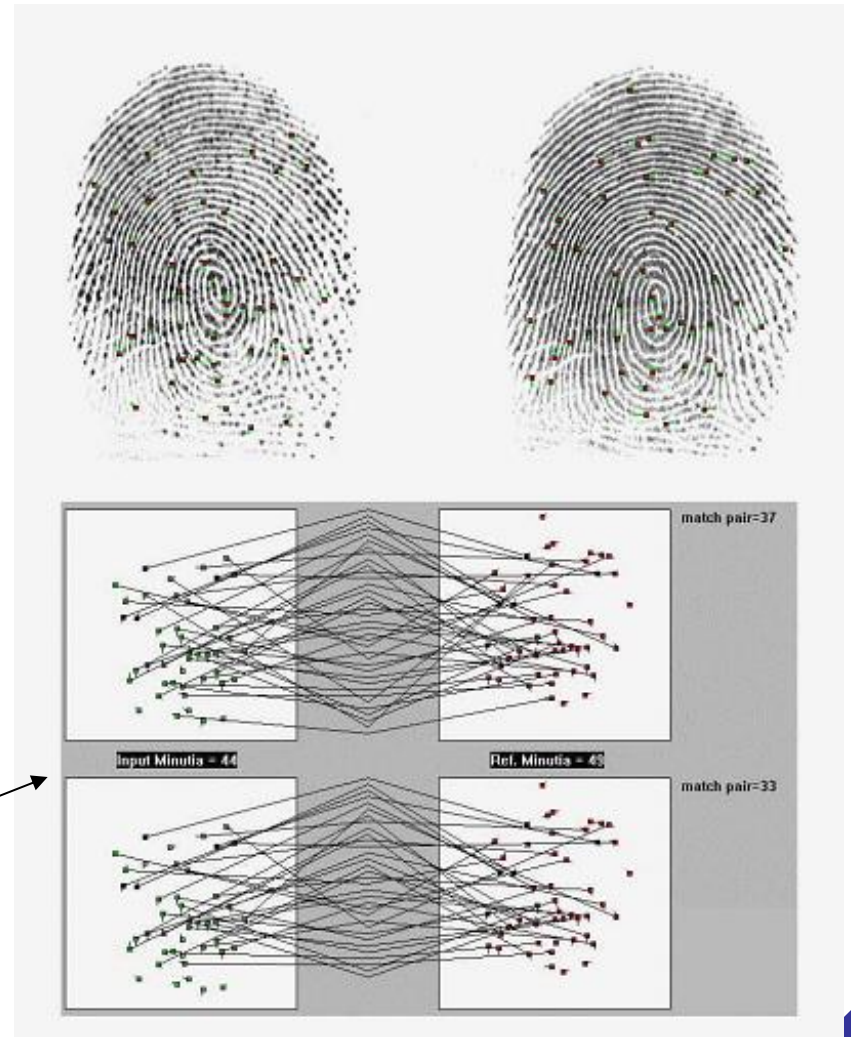 match pair=37
Input Minutia = 44
Ref. Minutia = 49
match pair=33